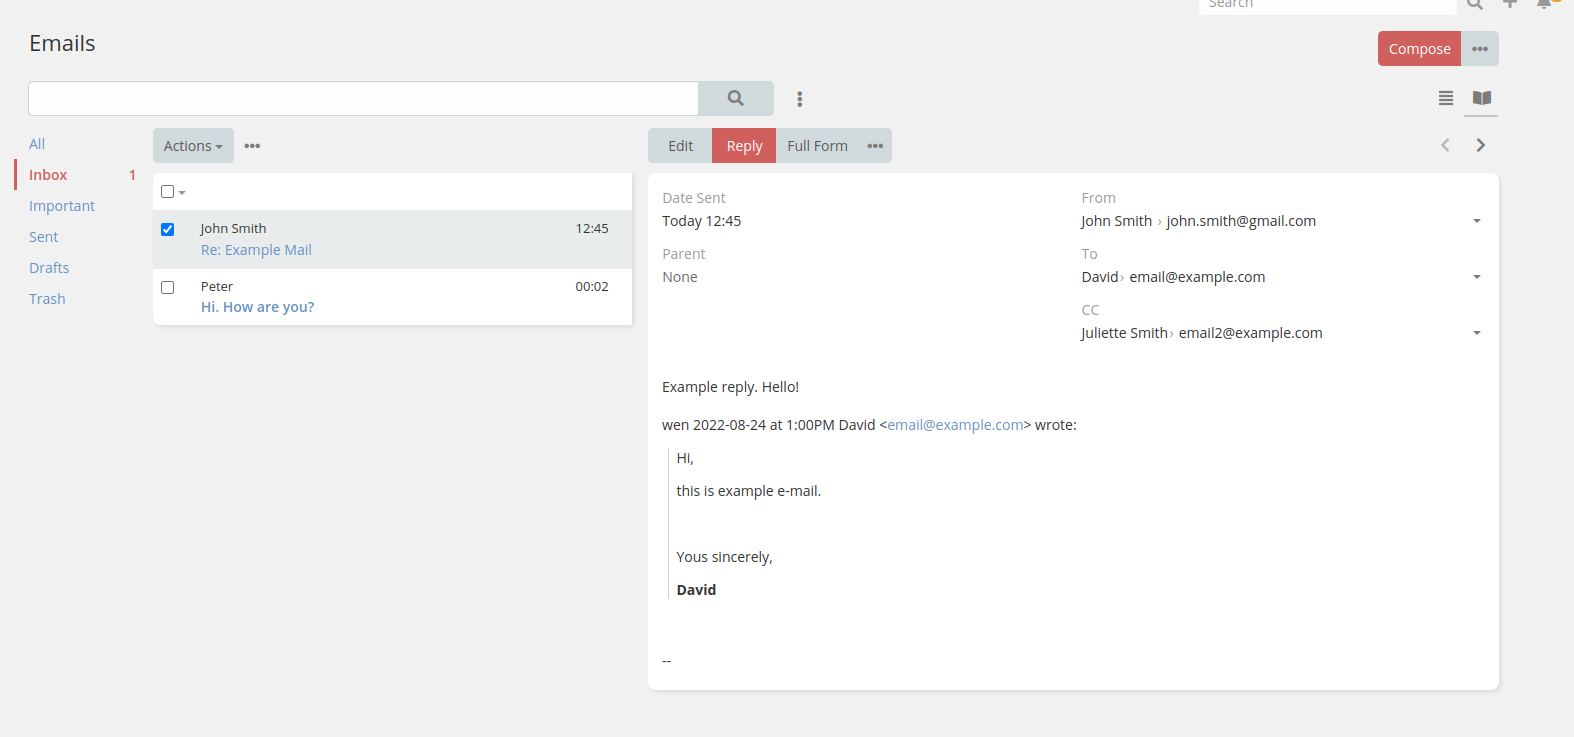 Search
Emails
Compose
All
Inbox 1
Important
Sent
Drafts
Trash
Actions
John Smith 12:45
Re: Example Mail
Peter 00:02
Hi. How are you?
Edit Reply Full Form
Date Sent
Today 12:45
Parent
None
From
John Smith › john.smith@gmail.com
To
David › email@example.com
CC
Juliette Smith › email2@example.com
Example reply. Hello!
wen 2022-08-24 at 1:00PM David <email@example.com> wrote:
Hi,
this is example e-mail.
Yous sincerely,
David
--